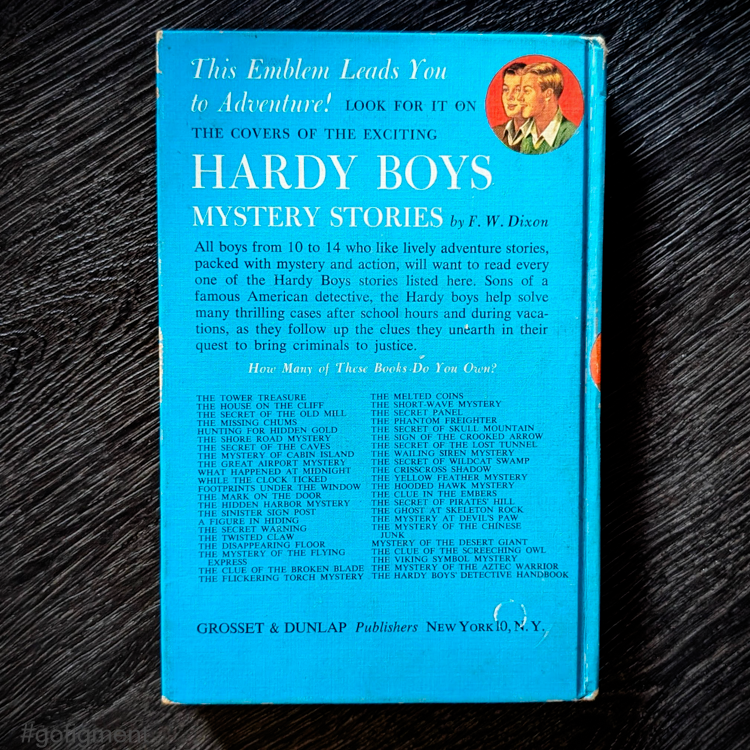 This Emblem Leads You
to Adventure! LOOK FOR IT ON
THE COVERS OF THE EXCITING
HARDY BOYS
MYSTERY STORIES by F. W. Dixon
All boys from 10 to 14 who like lively adventure stories,
packed with mystery and action, will want to read every
one of the Hardy Boys stories listed here. Sons of a
famous American detective, the Hardy boys help solve
many thrilling cases after school hours and during vaca-
tions, as they follow up the clues they unearth in their
quest to bring criminals to justice.
How Many of These Books Do You Own?
THE TOWER TREASURE
THE HOUSE ON THE CLIFF
THE SECRET OF THE OLD MILL
THE MISSING CHUMS
HUNTING FOR HIDDEN GOLD
THE SHORE ROAD MYSTERY
THE SECRET OF THE CAVES
THE MYSTERY OF CABIN ISLAND
THE GREAT AIRPORT MYSTERY
WHAT HAPPENED AT MIDNIGHT
WHILE THE CLOCK TICKED
FOOTPRINTS UNDER THE WINDOW
THE MARK ON THE DOOR
THE HIDDEN HARBOR MYSTERY
THE SINISTER SIGN POST
A FIGURE IN HIDING
THE SECRET WARNING
THE TWISTED CLAW
THE DISAPPEARING FLOOR
THE MYSTERY OF THE FLYING
EXPRESS
THE CLUE OF THE BROKEN BLADE
THE FLICKERING TORCH MYSTERY
THE MELTED COINS
THE SHORT-WAVE MYSTERY
THE SECRET PANEL
THE PHANTOM FREIGHTER
THE SECRET OF SKULL MOUNTAIN
THE SIGN OF THE CROOKED ARROW
THE SECRET OF THE LOST TUNNEL
THE WAILING SIREN MYSTERY
THE SECRET OF WILDCAT SWAMP
THE CRISSCROSS SHADOW
THE YELLOW FEATHER MYSTERY
THE HOODED HAWK MYSTERY
THE CLUE IN THE EMBERS
THE SECRET OF PIRATES' HILL
THE GHOST AT SKELETON ROCK
THE MYSTERY AT DEVIL'S PAW
THE MYSTERY OF THE CHINESE
JUNK
MYSTERY OF THE DESERT GIANT
THE CLUE OF THE SCREECHING OWL
THE VIKING SYMBOL MYSTERY
THE MYSTERY OF THE AZTEC WARRIOR
THE HARDY BOYS' DETECTIVE HANDBOOK
GROSSET & DUNLAP Publishers NEW YORK 10, N. Y.
#gofigment